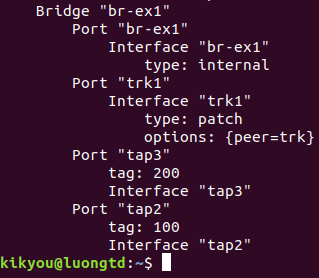 Bridge "br-ex1"
Port "br-ex1"
Interface "br-ex1"
type: internal
Port "trk1"
Interface "trk1"
type: patch
options: {peer=trk}
Port "tap3"
tag: 200
Interface "tap3"
Port "tap2"
tag: 100
Interface "tap2"
kikyou@luongtd:~$